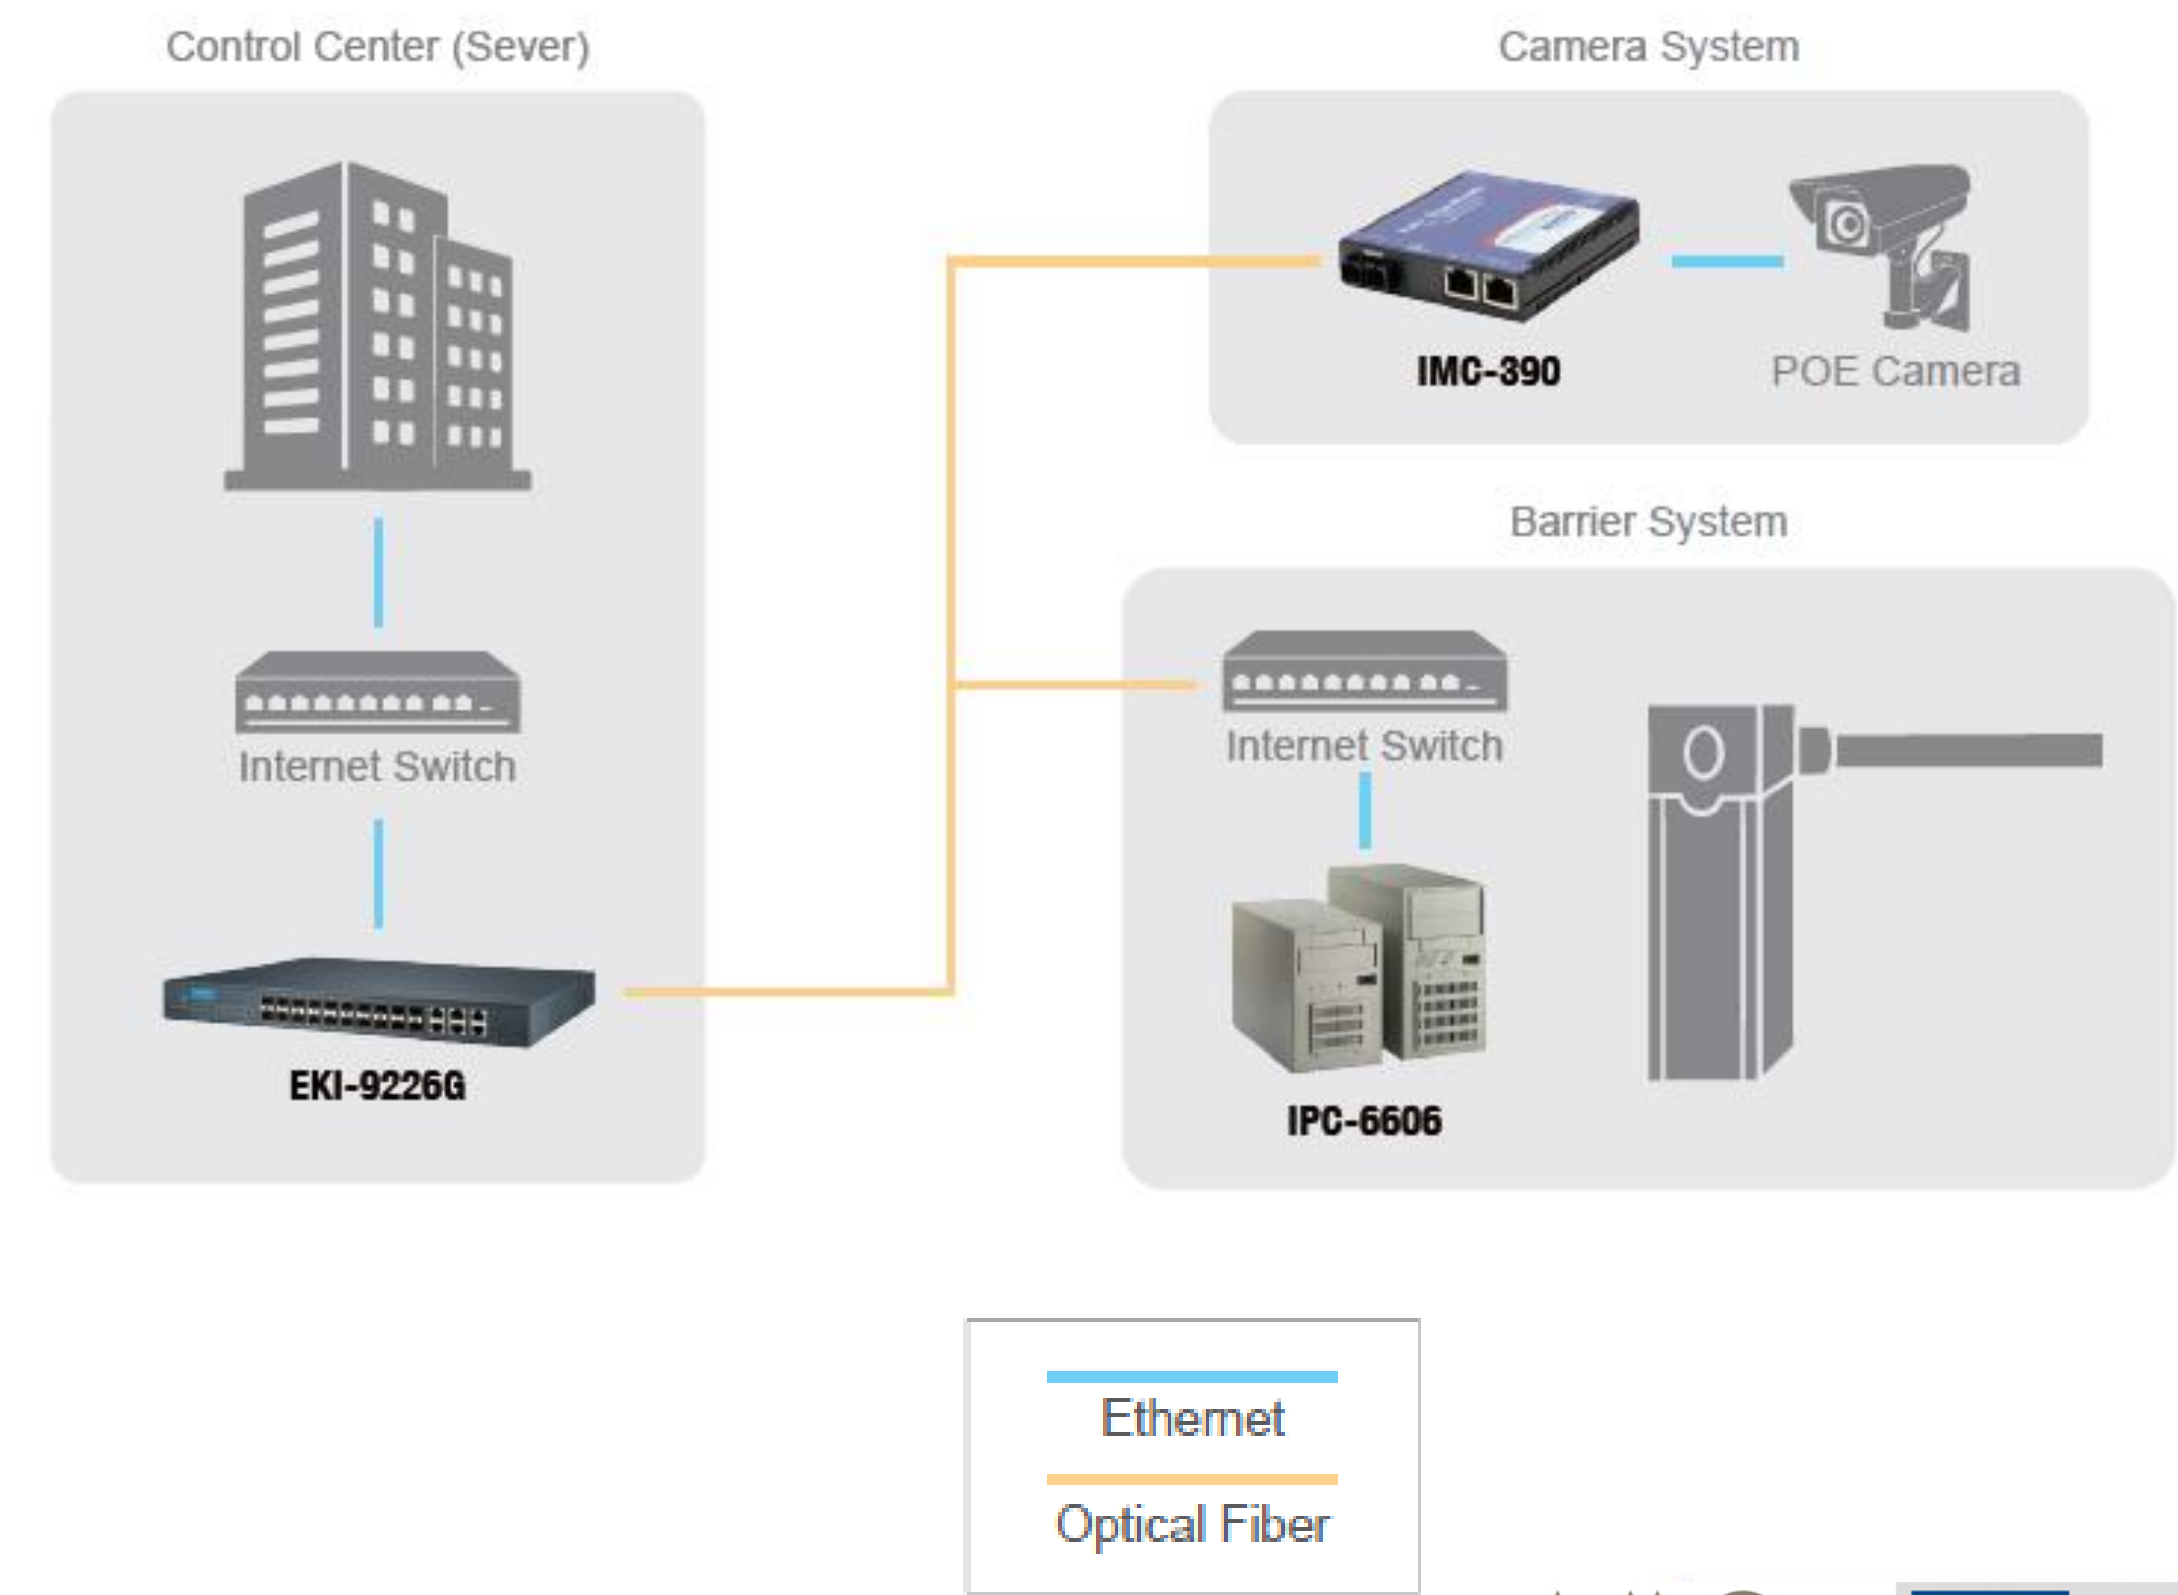 Control Center (Sever)
Camera System
IMC-390
POE Camera
Barrier System
Internet Switch
Internet Switch
EKI-9226G
IPC-6606
Ethernet
Optical Fiber